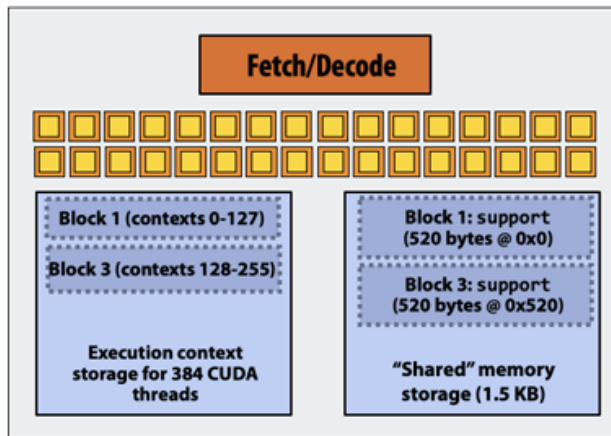 Fetch/Decode
Block 1 (contexts 0-127)
Block 3 (contexts 128-255)
Execution context
storage for 384 CUDA
threads
Block 1: support
(520 bytes @ 0x0)
Block 3: support
(520 bytes @ 0x520)
“Shared” memory
storage (1.5 KB)